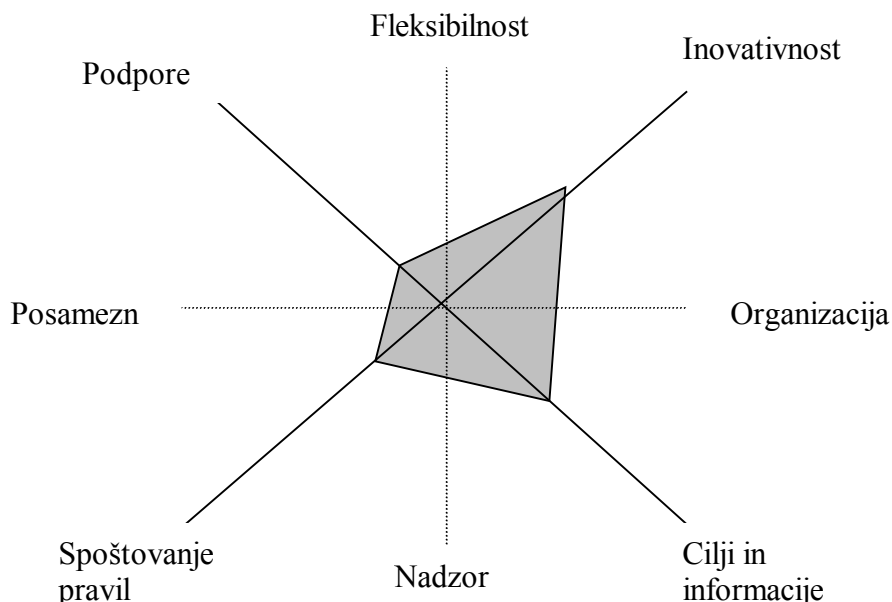 Fleksibilnost
Inovativnost
Podpore
Posamezn
Organizacija
Spoštovanje
pravil
Nadzor
Cilji in
informacije